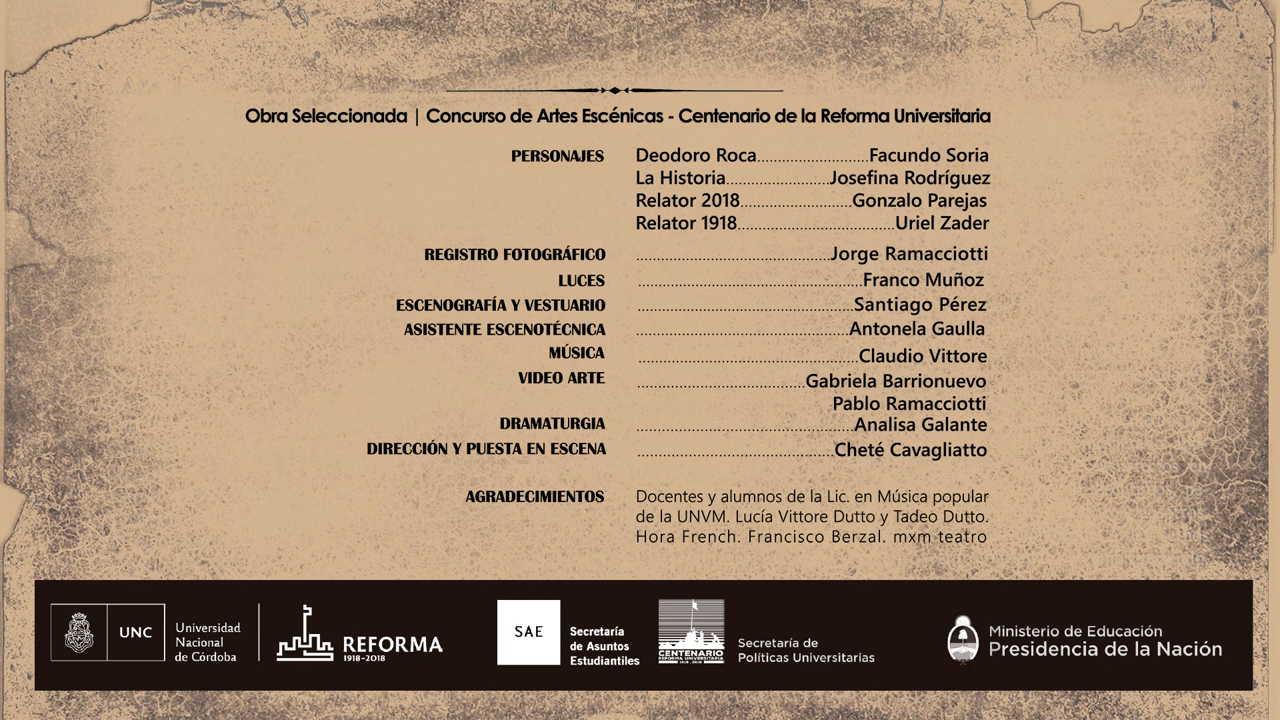 Obra Seleccionada | Concurso de Artes Escénicas - Centenario de la Reforma Universitaria
PERSONAJES Deodoro Roca................................Facundo Soria
La Historia..............................Josefina Rodríguez
Relator 2018................................Gonzalo Parejas
Relator 1918.............................................Uriel Zader
REGISTRO FOTOGRÁFICO ........................................................Jorge Ramacciotti
LUCES ................................................................Franco Muñoz
ESCENOGRAFÍA Y VESTUARIO ..............................................................Santiago Pérez
ASISTENTE ESCENOTÉCNICA .............................................................Antonela Gaulla
MÚSICA ...............................................................Claudio Vittore
VIDEO ARTE ................................................Gabriela Barrionuevo
Pablo Ramacciotti
DRAMATURGIA ..............................................................Analisa Galante
DIRECCIÓN Y PUESTA EN ESCENA ........................................................Cheté Cavagliatto
AGRADECIMIENTOS Docentes y alumnos de la Lic. en Música popular
de la UNVM. Lucía Vittore Dutto y Tadeo Dutto.
Hora French. Francisco Berzal. mxm teatro
UNC
Universidad
Nacional
de Córdoba
REFORMA
1918-2018
SAE
Secretaría
de Asuntos
Estudiantiles
CENTENARIO
REFORMA UNIVERSITARIA
1918 - 2018
Secretaría de
Políticas Universitarias
Ministerio de Educación
Presidencia de la Nación